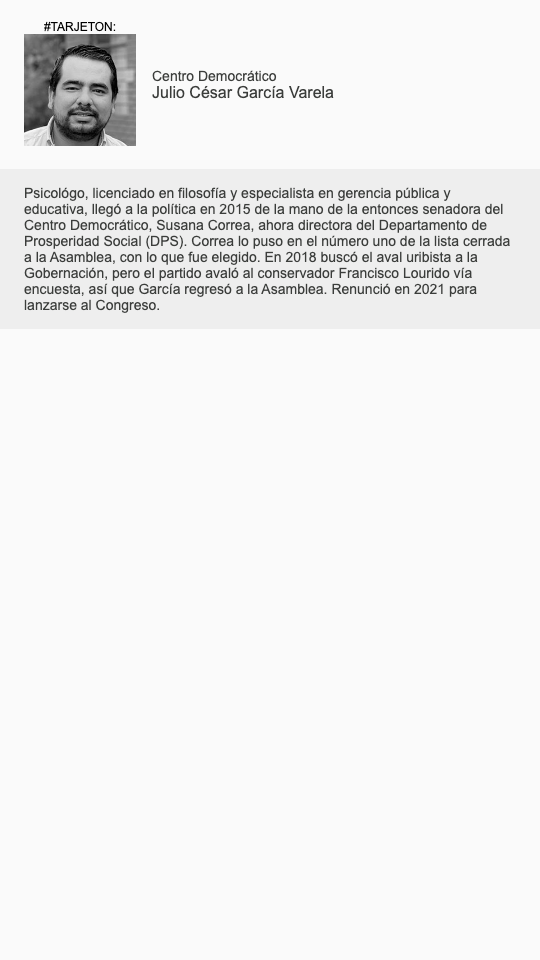 #TARJETON:
Centro Democrático
Julio César García Varela
Psicológo, licenciado en filosofía y especialista en gerencia pública y
educativa, llegó a la política en 2015 de la mano de la entonces senadora del
Centro Democrático, Susana Correa, ahora directora del Departamento de
Prosperidad Social (DPS). Correa lo puso en el número uno de la lista cerrada
a la Asamblea, con lo que fue elegido. En 2018 buscó el aval uribista a la
Gobernación, pero el partido avaló al conservador Francisco Lourido vía
encuesta, así que García regresó a la Asamblea. Renunció en 2021 para
lanzarse al Congreso.